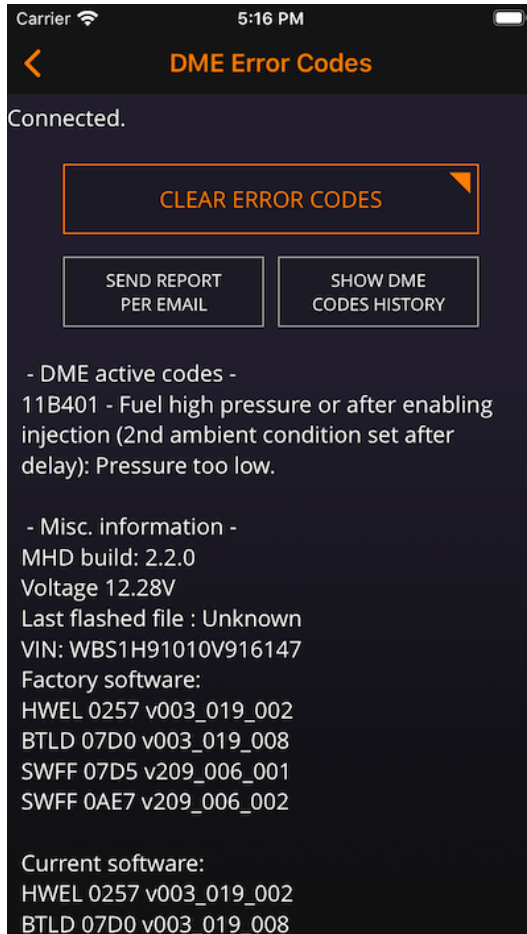 Carrier 5:16 PM
DME Error Codes
Connected.
CLEAR ERROR CODES
SEND REPORT
PER EMAIL
SHOW DME
CODES HISTORY
- DME active codes -
11B401 - Fuel high pressure or after enabling
injection (2nd ambient condition set after
delay): Pressure too low.
- Misc. information -
MHD build: 2.2.0
Voltage 12.28V
Last flashed file : Unknown
VIN: WBS1H91010V916147
Factory software:
HWEL 0257 v003_019_002
BTLD 07D0 v003_019_008
SWFF 07D5 v209_006_001
SWFF 0AE7 v209_006_002
Current software:
HWEL 0257 v003_019_002
BTLD 07D0 v003_019_008